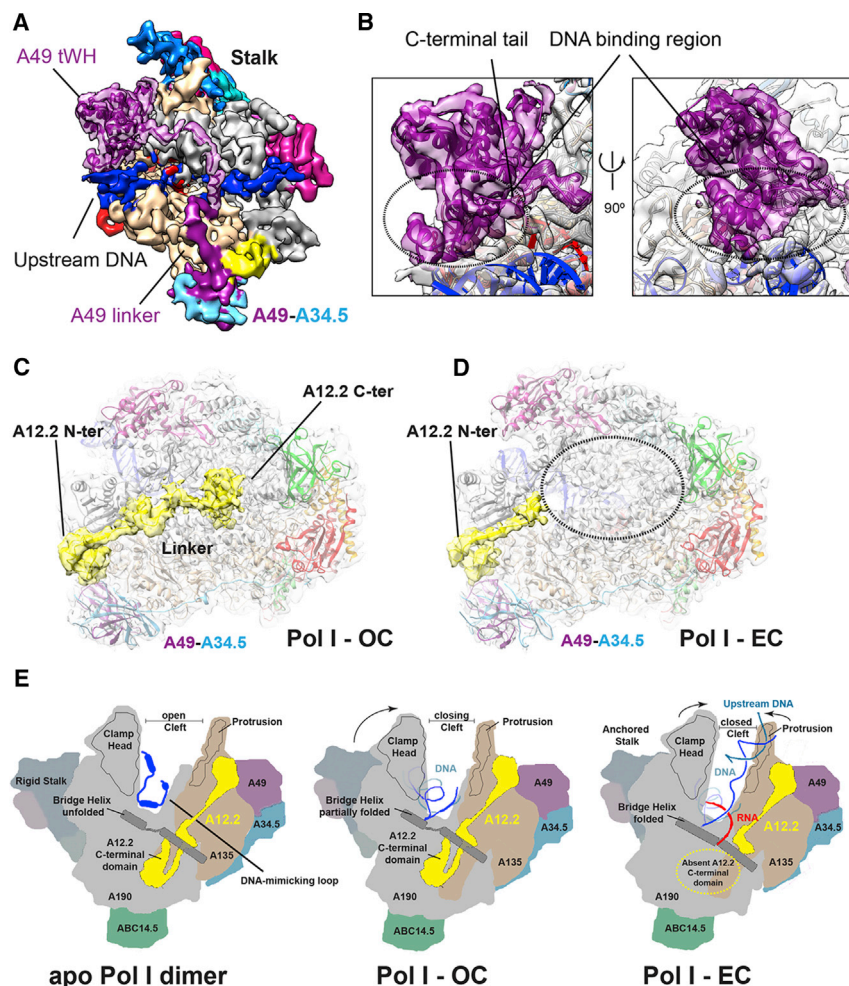 A
A49 tWH
Stalk
Upstream DNA
A49 linker
A49-A34.5
B
C-terminal tail
DNA binding region
90º
C
A12.2 N-ter
A12.2 C-ter
Linker
A49-A34.5
Pol I - OC
D
A12.2 N-ter
A49-A34.5
Pol I - EC
E
open
Cleft
Protrusion
Clamp
Head
Rigid Stalk
Bridge Helix
unfolded
A12.2
C-terminal
domain
A12.2
A49
A34.5
A135
DNA-mimicking loop
A190
ABC14.5
apo Pol I dimer
closing
Cleft
Protrusion
Clamp
Head
DNA
Bridge Helix
partially folded
A12.2
C-terminal
domain
A12.2
A49
A34.5
A135
A190
ABC14.5
Pol I - OC
Upstream DNA
closed
Cleft
Protrusion
Anchored
Stalk
Clamp
Head
DNA
Bridge Helix
folded
RNA
A12.2
A49
A34.5
A135
Absent A12.2
C-terminal
domain
A190
ABC14.5
Pol I - EC